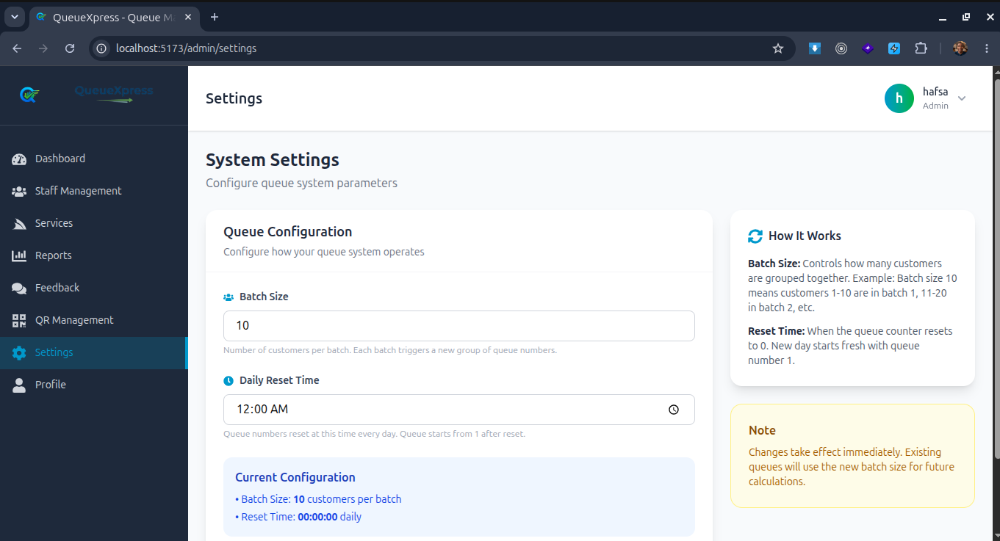 QueueXpress - Queue Ma
localhost:5173/admin/settings
QueueXpress
Settings
h
hafsa
Admin
Dashboard
Staff Management
Services
Reports
Feedback
QR Management
Settings
Profile
System Settings
Configure queue system parameters
Queue Configuration
Configure how your queue system operates
Batch Size
10
Number of customers per batch. Each batch triggers a new group of queue numbers.
Daily Reset Time
12:00 AM
Queue numbers reset at this time every day. Queue starts from 1 after reset.
Current Configuration
• Batch Size: 10 customers per batch
• Reset Time: 00:00:00 daily
How It Works
Batch Size: Controls how many customers
are grouped together. Example: Batch size 10
means customers 1-10 are in batch 1, 11-20
in batch 2, etc.
Reset Time: When the queue counter resets
to 0. New day starts fresh with queue
number 1.
Note
Changes take effect immediately. Existing
queues will use the new batch size for future
calculations.